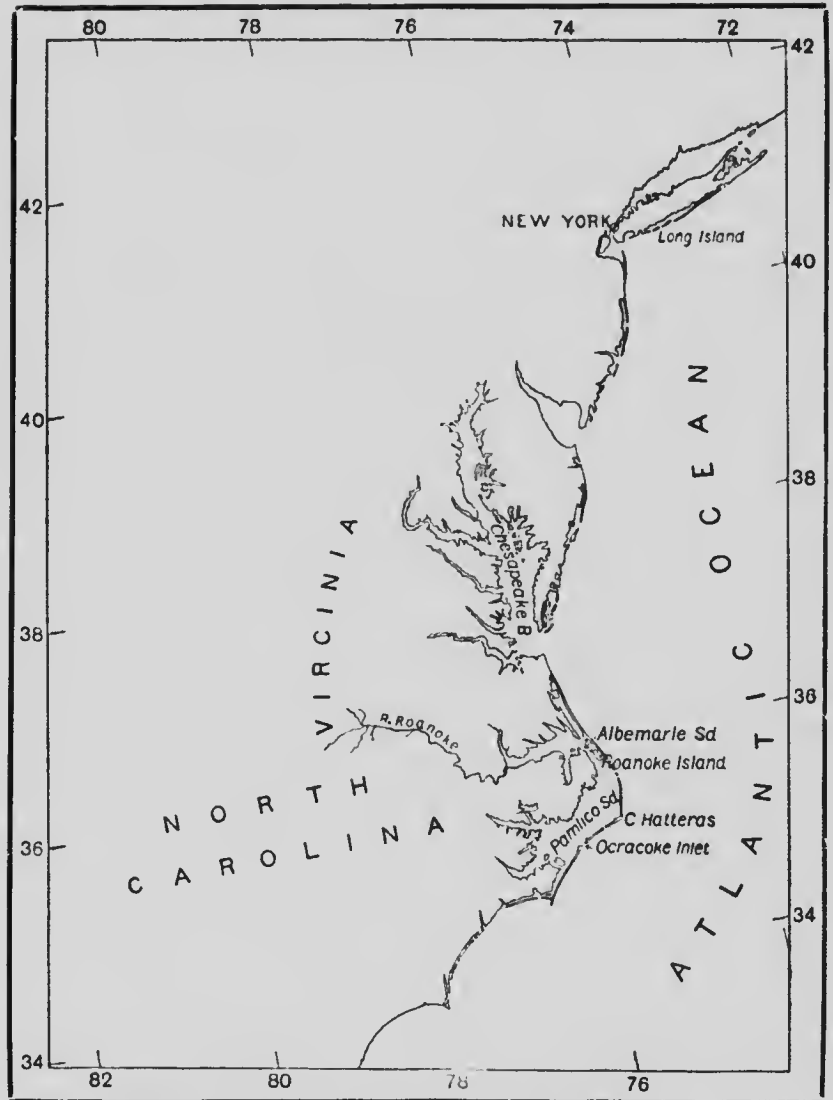 80 76 74 72
42
42
NEW YORK
Long Island
40
ATLANTIC OCEAN
40
38
Chesapeake B
VIRGINIA
38
36
R. Roanoke
Albemarle Sd
Roanoke Island
NORTH
CAROLINA
Pamlico Sd
C Hatteras
Ocracoke Inlet
36
34
34
82 80 78 76